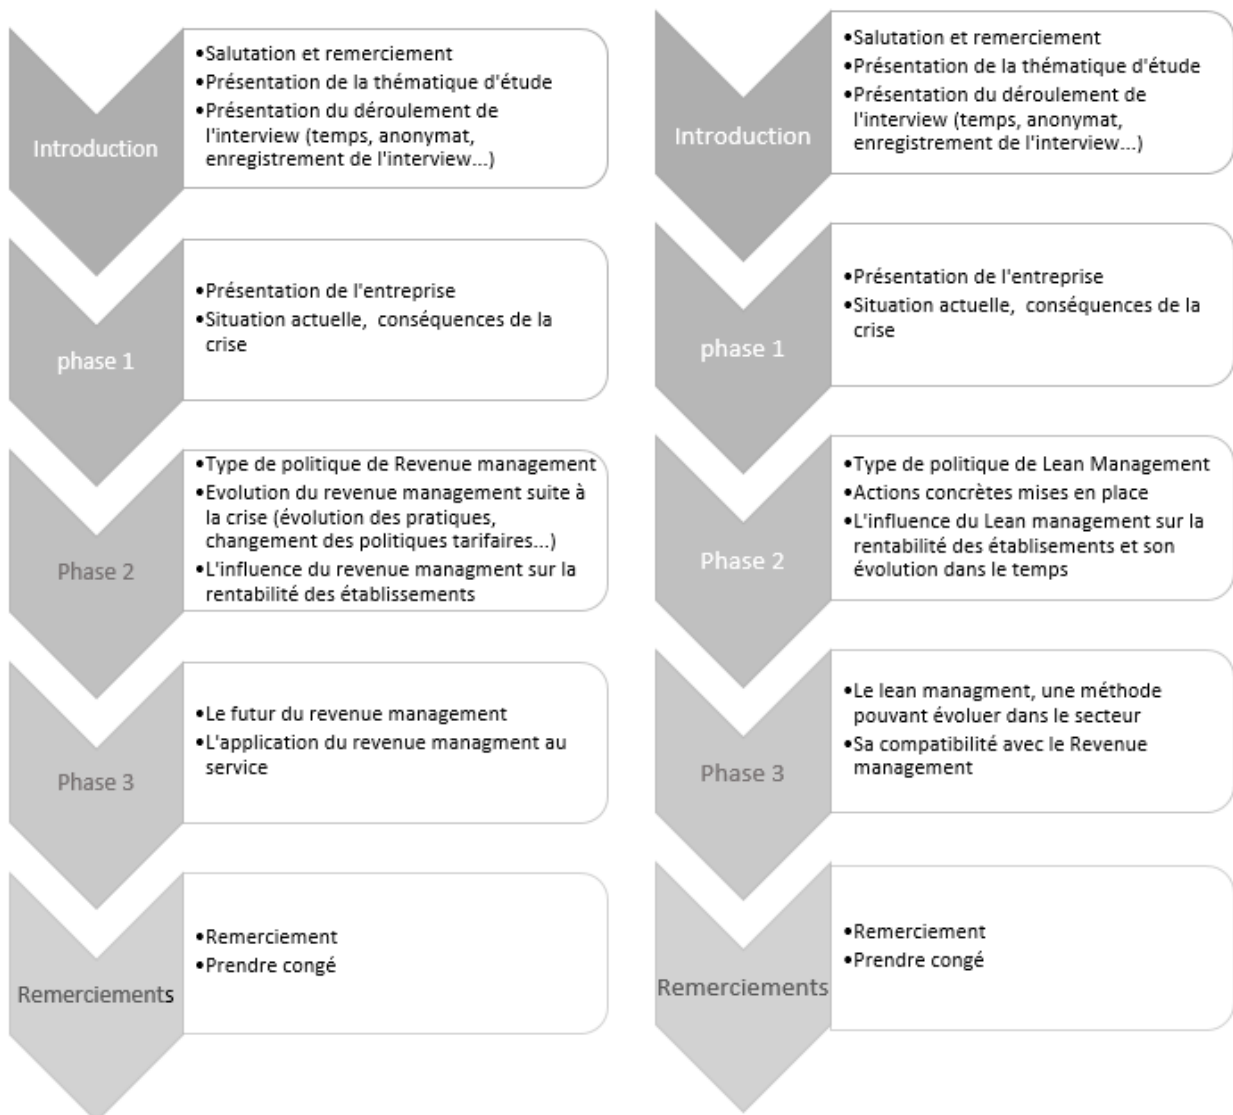 Introduction
•Salutation et remerciement
•Présentation de la thématique d'étude
•Présentation du déroulement de
l'interview (temps, anonymat,
enregistrement de l'interview...)
phase 1
•Présentation de l'entreprise
•Situation actuelle,  conséquences de la
crise
Phase 2
•Type de politique de Revenue management
•Evolution du revenue management suite à
la crise (évolution des pratiques,
changement des politiques tarifaires...)
•L'influence du revenue managment sur la
rentabilité des établissements
Phase 3
•Le futur du revenue management
•L'application du revenue managment au
service
Remerciements
•Remerciement
•Prendre congé
Introduction
•Salutation et remerciement
•Présentation de la thématique d'étude
•Présentation du déroulement de
l'interview (temps, anonymat,
enregistrement de l'interview...)
phase 1
•Présentation de l'entreprise
•Situation actuelle,  conséquences de la
crise
Phase 2
•Type de politique de Lean Management
•Actions concrètes mises en place
•L'influence du Lean management sur la
rentabilité des établisements et son
évolution dans le temps
Phase 3
•Le lean managment, une méthode
pouvant évoluer dans le secteur
•Sa compatibilité avec le Revenue
management
Remerciements
•Remerciement
•Prendre congé